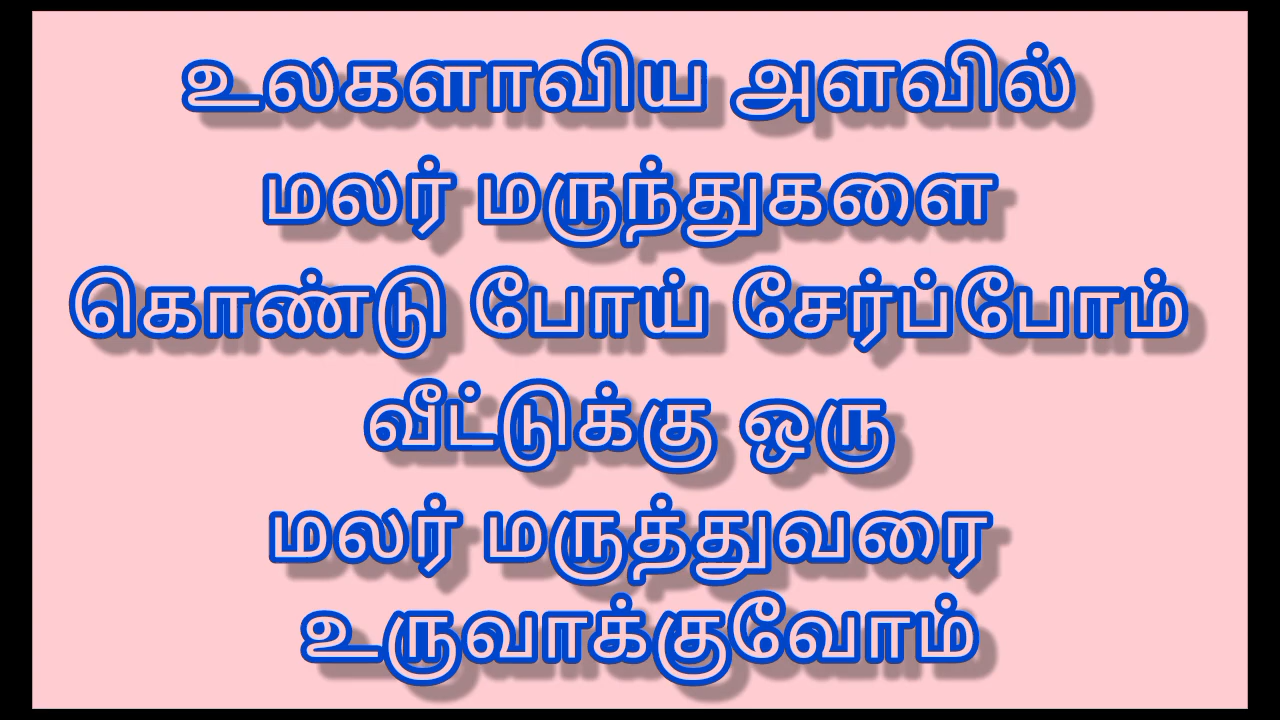 உலகளாவிய அளவில்
மலர் மருந்துகளை
கொண்டு போய் சேர்ப்போம்
வீட்டுக்கு ஒரு
மலர் மருத்துவரை
உருவாக்குவோம்